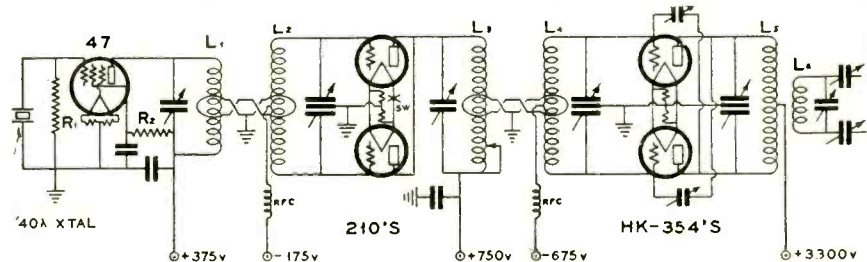 47
L1
L2
L3
L4
L5
L6
R1
R2
SW
RFC
RFC
40λ XTAL
210'S
HK-354'S
+375V
-175V
+750V
-675V
+3300V